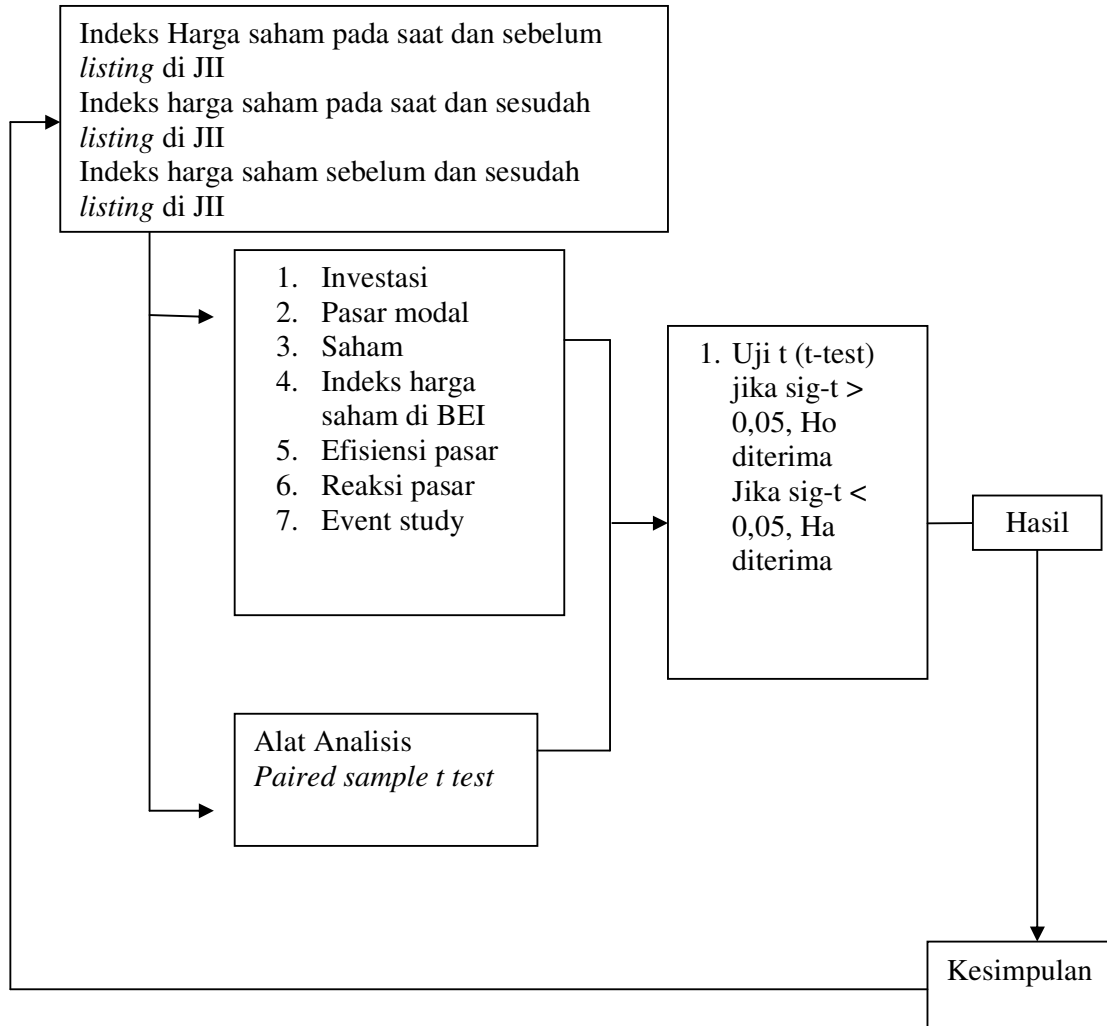 Indeks Harga saham pada saat dan sebelum
listing di JII
Indeks harga saham pada saat dan sesudah
listing di JII
Indeks harga saham sebelum dan sesudah
listing di JII
1. Investasi
2. Pasar modal
3. Saham
4. Indeks harga
saham di BEI
5. Efisiensi pasar
6. Reaksi pasar
7. Event study
1. Uji t (t-test)
jika sig-t >
0,05, Ho
diterima
Jika sig-t <
0,05, Ha
diterima
Hasil
Alat Analisis
Paired sample t test
Kesimpulan